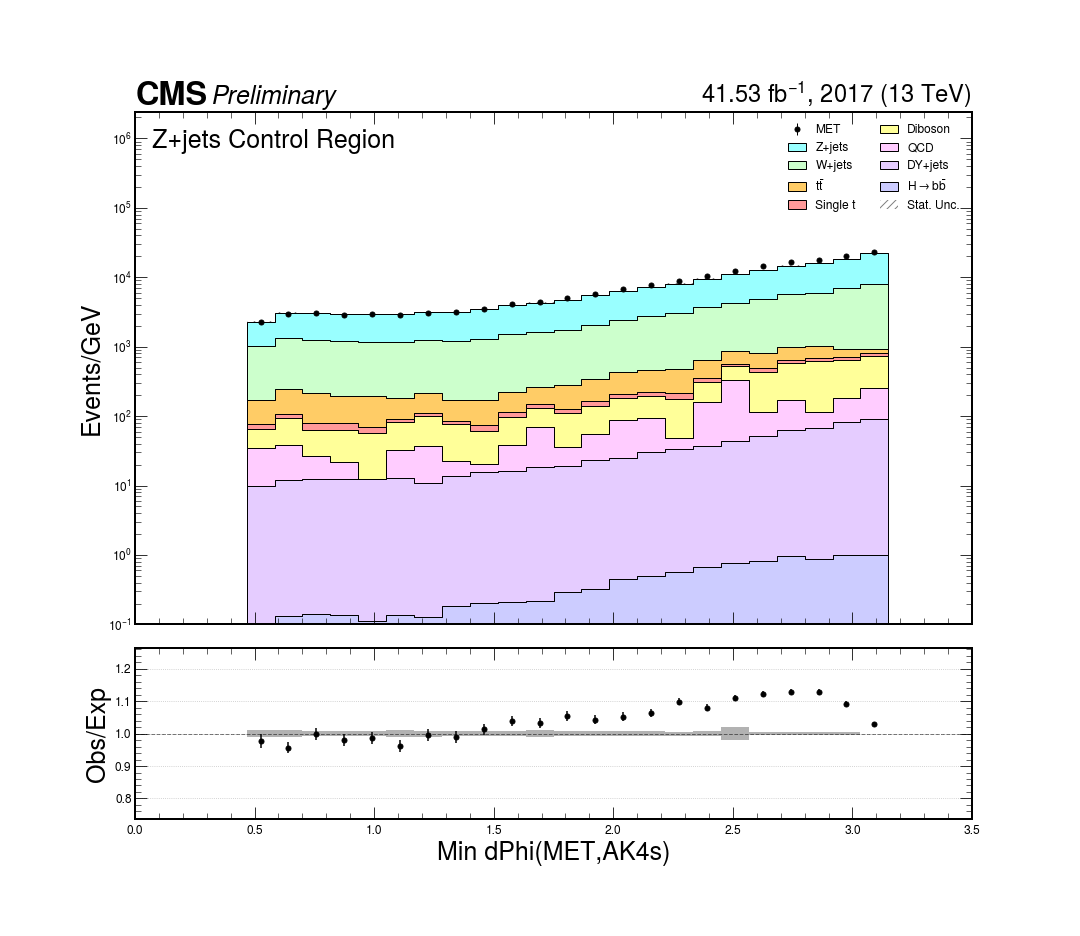 CMS Preliminary
41.53 fb⁻¹, 2017 (13 TeV)
Z+jets Control Region
MET
Z+jets
W+jets
tt̄
Single t
Diboson
QCD
DY+jets
H→bb̄
Stat. Unc.
Events/GeV
10⁶
10⁵
10⁴
10³
10²
10¹
10⁰
10⁻¹
Obs/Exp
1.2
1.1
1.0
0.9
0.8
0.0 0.5 1.0 1.5 2.0 2.5 3.0 3.5
Min dPhi(MET,AK4s)